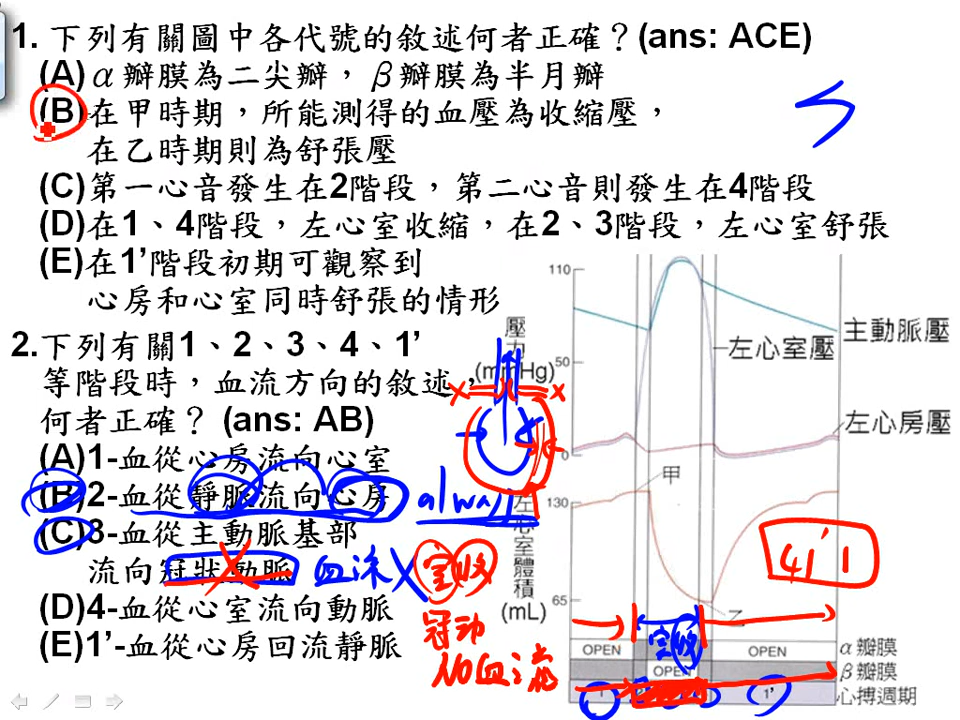 1. 下列有關圖中各代號的敘述何者正確？(ans: ACE)
(A)α瓣膜為二尖瓣，β瓣膜為半月瓣
(B)在甲時期，所能測得的血壓為收縮壓，
在乙時期則為舒張壓
(C)第一心音發生在2階段，第二心音則發生在4階段
(D)在1、4階段，左心室收縮，在2、3階段，左心室舒張
(E)在1’階段初期可觀察到
心房和心室同時舒張的情形
2.下列有關1、2、3、4、1’
等階段時，血流方向的敘述，
何者正確？ (ans: AB)
(A)1-血從心房流向心室
(B)2-血從靜脈流向心房
always
(C)3-血從主動脈基部
流向冠狀動脈
血流
室收
(D)4-血從心室流向動脈
(E)1’-血從心房回流靜脈
冠動
NO血流
壓力
(mmHg)
110
50
0
主動脈壓
左心室壓
左心房壓
左心室體積
(mL)
130
65
甲
乙
41'1
室收
OPEN
OPEN
α瓣膜
OPEN
β瓣膜
1
1'
心搏週期